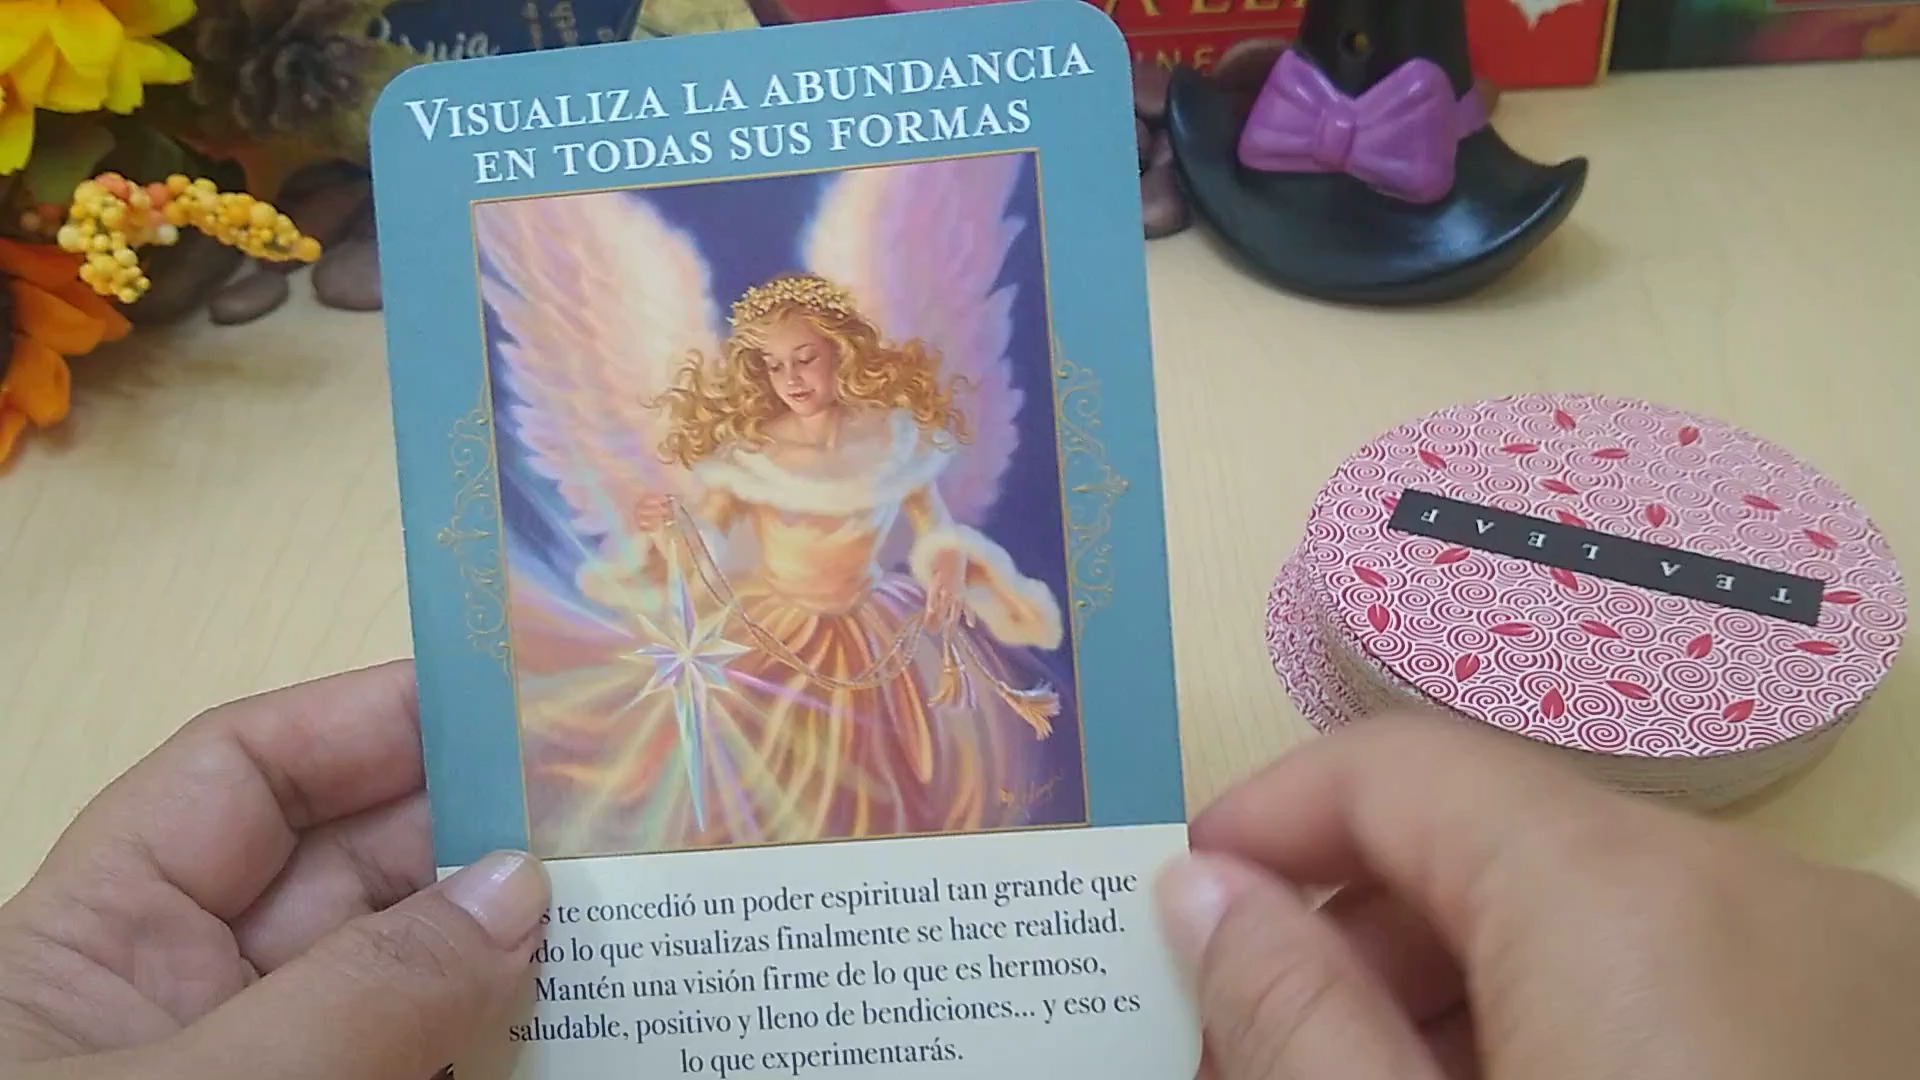 VISUALIZA LA ABUNDANCIA
EN TODAS SUS FORMAS
s te concedió un poder espiritual tan grande que
do lo que visualizas finalmente se hace realidad.
Mantén una visión firme de lo que es hermoso,
saludable, positivo y lleno de bendiciones... y eso es
lo que experimentarás.
TEA LEAF